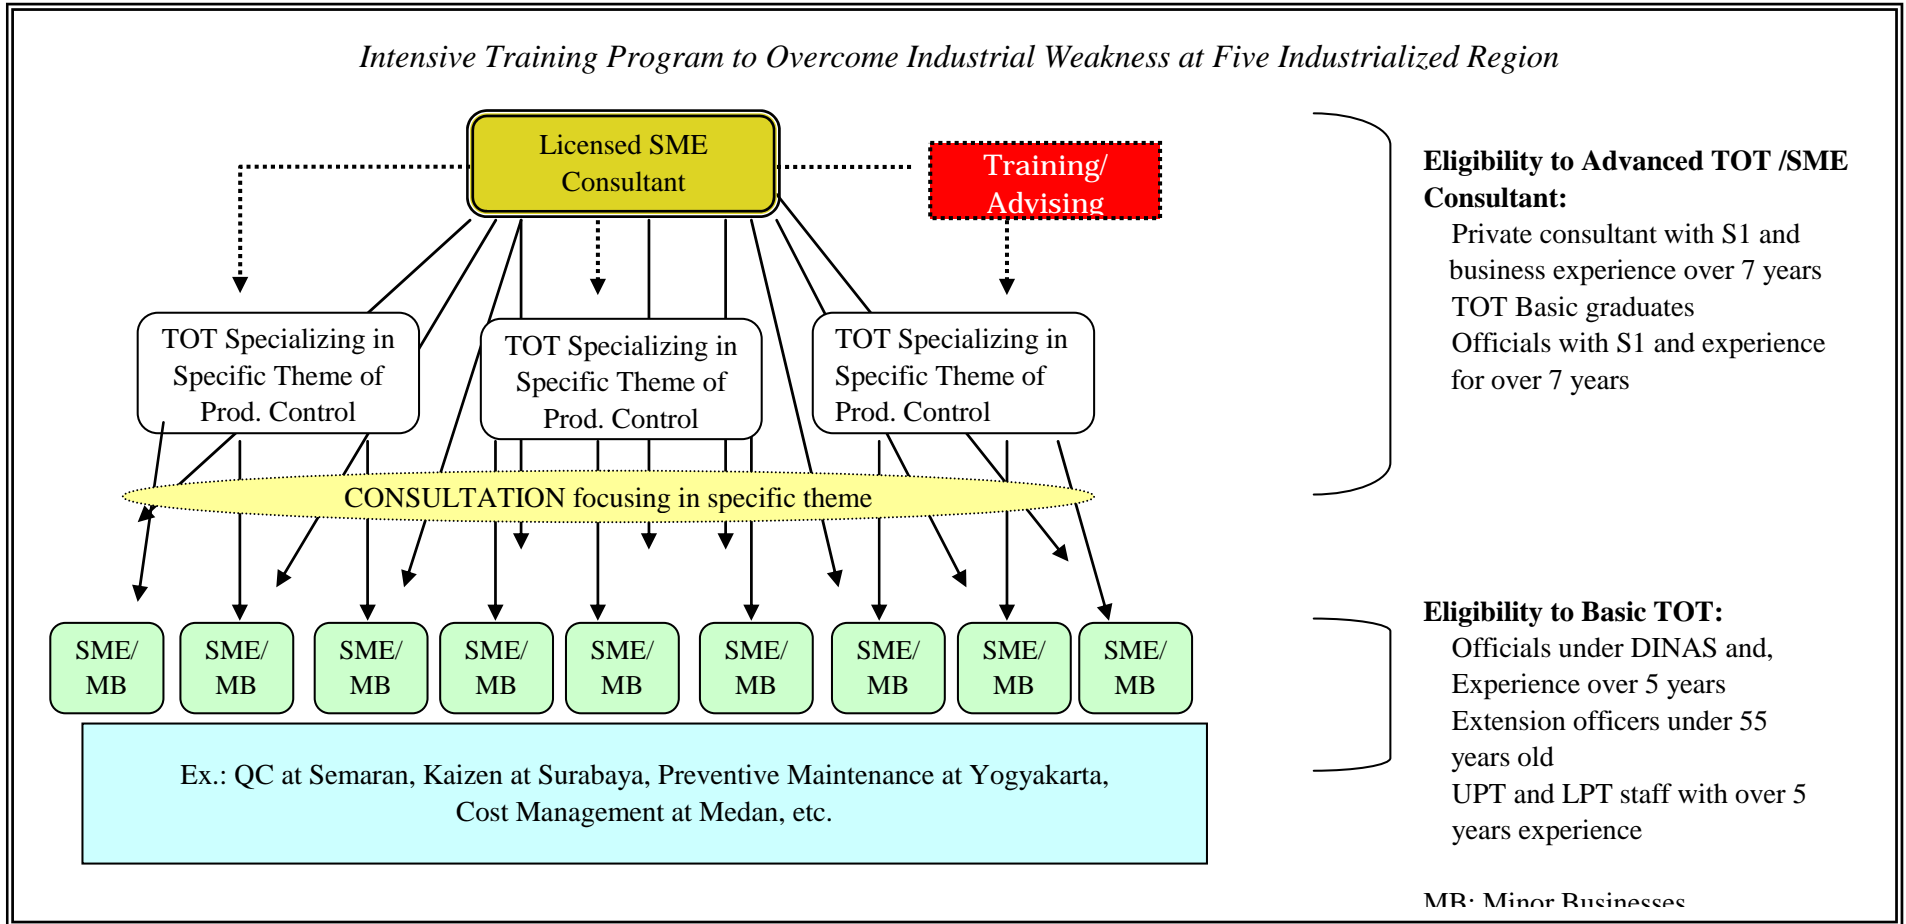 Intensive Training Program to Overcome Industrial Weakness at Five Industrialized Region
Licensed SME
Consultant
Training/
Advising
TOT Specializing in
Specific Theme of
Prod. Control
TOT Specializing in
Specific Theme of
Prod. Control
TOT Specializing in
Specific Theme of
Prod. Control
CONSULTATION focusing in specific theme
SME/
MB
SME/
MB
SME/
MB
SME/
MB
SME/
MB
SME/
MB
SME/
MB
SME/
MB
SME/
MB
Ex.: QC at Semaran, Kaizen at Surabaya, Preventive Maintenance at Yogyakarta,
Cost Management at Medan, etc.
Eligibility to Advanced TOT /SME
Consultant:
Private consultant with S1 and
business experience over 7 years
TOT Basic graduates
Officials with S1 and experience
for over 7 years
Eligibility to Basic TOT:
Officials under DINAS and,
Experience over 5 years
Extension officers under 55
years old
UPT and LPT staff with over 5
years experience
MB: Minor Businesses